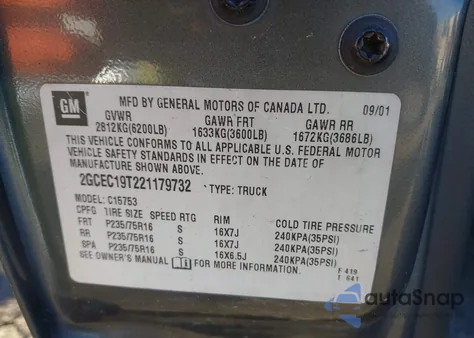 GM
MFD BY GENERAL MOTORS OF CANADA LTD. 09/01
GVWR GAWR FRT GAWR RR
2812KG(6200LB) 1633KG(3600LB) 1672KG(3686LB)
THIS VEHICLE CONFORMS TO ALL APPLICABLE U.S. FEDERAL MOTOR
VEHICLE SAFETY STANDARDS IN EFFECT ON THE DATE OF
MANUFACTURE SHOWN ABOVE.
2GCEC19T221179732 TYPE: TRUCK
MODEL: C15753
CPFG TIRE SIZE SPEED RTG RIM COLD TIRE PRESSURE
FRT P235/75R16 S 16X7J 240KPA(35PSI)
RR P235/75R16 S 16X7J 240KPA(35PSI)
SPA P235/75R16 S 16X6.5J 240KPA(35PSI)
SEE OWNER'S MANUAL i FOR MORE INFORMATION.
F 419
T 641
autoSnap